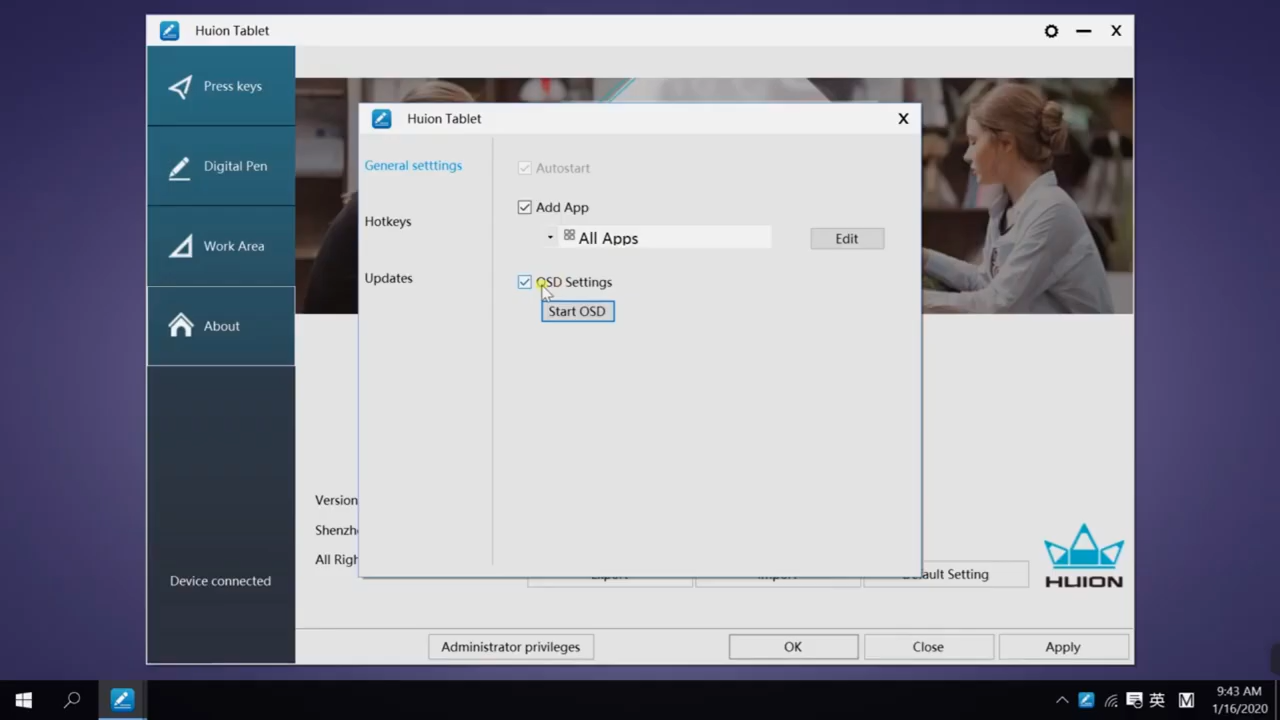 Huion Tablet
Press keys
Digital Pen
Work Area
About
Device connected
Huion Tablet
General setttings
Hotkeys
Updates
Autostart
Add App
All Apps
Edit
OSD Settings
Start OSD
Version
All Righ
HUION
Administrator privileges
OK
Close
Apply
英
M
9:43 AM
1/16/2020